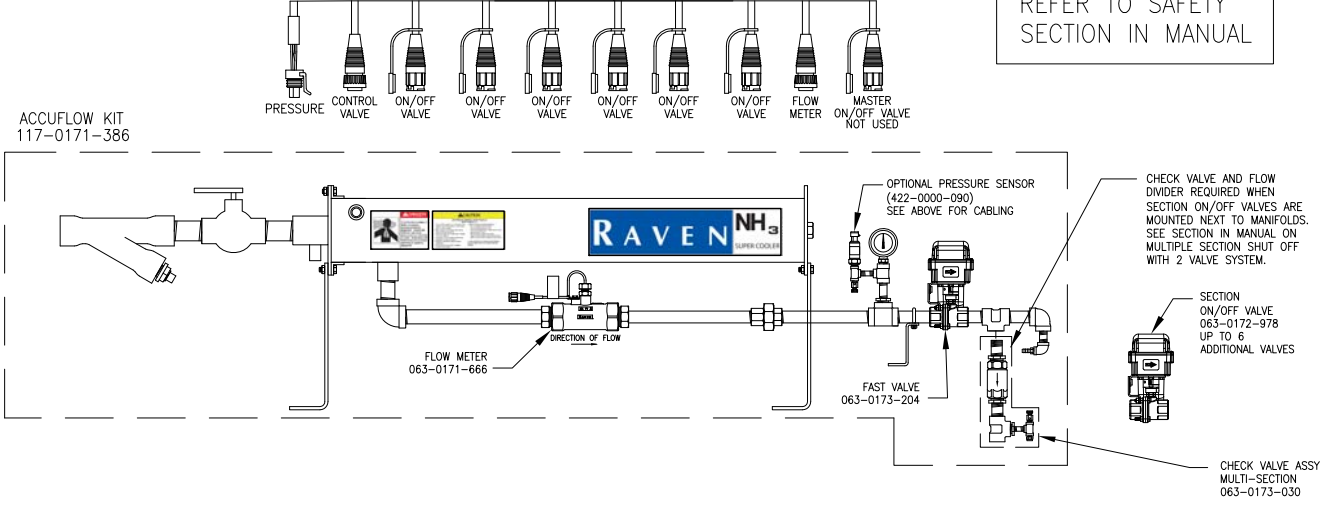 REFER TO SAFETY
SECTION IN MANUAL
PRESSURE
CONTROL
VALVE
ON/OFF
VALVE
ON/OFF
VALVE
ON/OFF
VALVE
ON/OFF
VALVE
ON/OFF
VALVE
ON/OFF
VALVE
FLOW
METER
MASTER
ON/OFF VALVE
NOT USED
ACCUFLOW KIT
117-0171-386
CAUTION
RAVEN
NH3
SUPER COOLER
OPTIONAL PRESSURE SENSOR
(422-0000-090)
SEE ABOVE FOR CABLING
CHECK VALVE AND FLOW
DIVIDER REQUIRED WHEN
SECTION ON/OFF VALVES ARE
MOUNTED NEXT TO MANIFOLDS.
SEE SECTION IN MANUAL ON
MULTIPLE SECTION SHUT OFF
WITH 2 VALVE SYSTEM.
SECTION
ON/OFF VALVE
063-0172-978
UP TO 6
ADDITIONAL VALVES
DIRECTION OF FLOW
FLOW METER
063-0171-666
FAST VALVE
063-0173-204
CHECK VALVE ASSY
MULTI-SECTION
063-0173-030